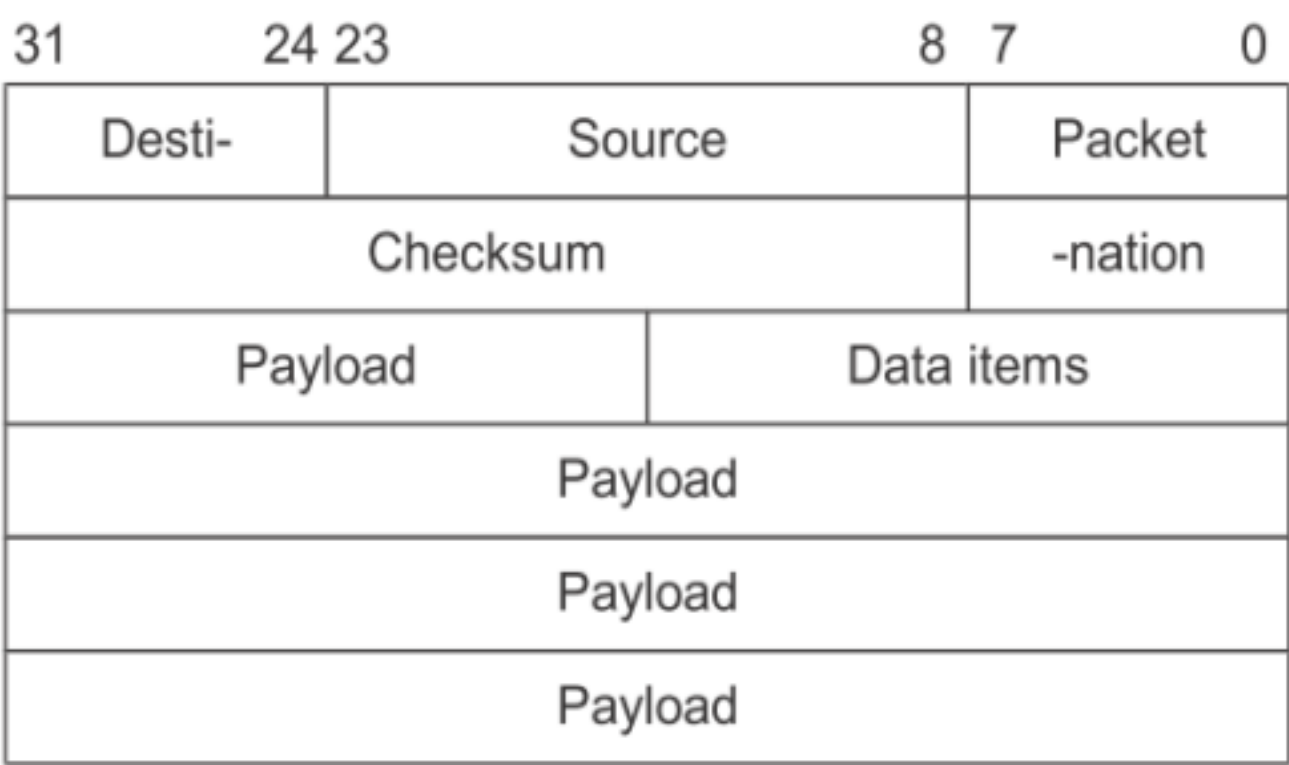 31 24 23 8 7 0
Desti- Source Packet
Checksum -nation
Payload Data items
Payload
Payload
Payload